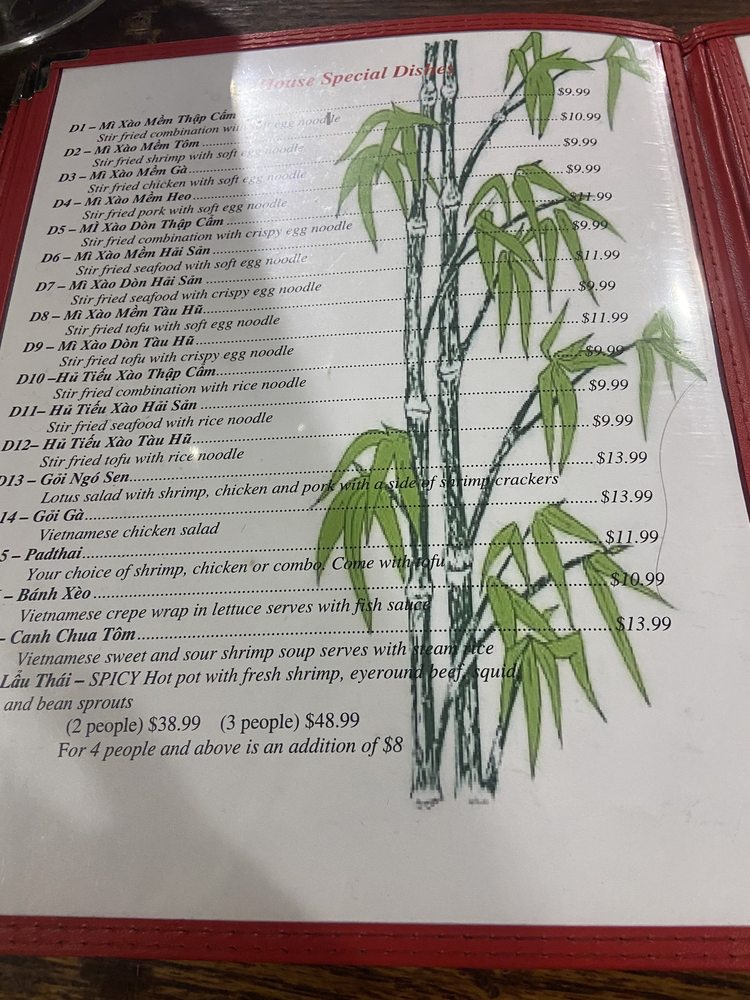 House Special Dishes
D1 – Mì Xào Mềm Thập Cẩm $9.99
Stir fried combination with soft egg noodle
D2 – Mì Xào Mềm Tôm ........ $10.99
Stir fried shrimp with soft egg noodle
D3 – Mì Xào Mềm Gà ........ $9.99
Stir fried chicken with soft egg noodle
D4 – Mì Xào Mềm Heo ........ $9.99
Stir fried pork with soft egg noodle
D5 – Mì Xào Dòn Thập Cẩm ........ $11.99
Stir fried combination with crispy egg noodle
D6 – Mì Xào Mềm Hải Sản ........ $9.99
Stir fried seafood with soft egg noodle
D7 – Mì Xào Dòn Hải Sản ........ $11.99
Stir fried seafood with crispy egg noodle
D8 – Mì Xào Mềm Tàu Hũ ........ $9.99
Stir fried tofu with soft egg noodle
D9 – Mì Xào Dòn Tàu Hũ ........ $11.99
Stir fried tofu with crispy egg noodle
D10 –Hủ Tiếu Xào Thập Cẩm ........ $9.99
Stir fried combination with rice noodle
D11– Hủ Tiếu Xào Hải Sản ........ $9.99
Stir fried seafood with rice noodle
D12– Hủ Tiếu Xào Tàu Hũ ........ $9.99
Stir fried tofu with rice noodle
D13 – Gỏi Ngó Sen ........ $13.99
Lotus salad with shrimp, chicken and pork with a side of shrimp crackers
14 – Gỏi Gà ........ $13.99
Vietnamese chicken salad
5 – Padthai ........ $11.99
Your choice of shrimp, chicken or combo. Come with tofu
– Bánh Xèo ........ $10.99
Vietnamese crepe wrap in lettuce serves with fish sauce
– Canh Chua Tôm ........ $13.99
Vietnamese sweet and sour shrimp soup serves with steam rice
Lẩu Thái – SPICY Hot pot with fresh shrimp, eyeround beef, squid,
and bean sprouts
(2 people) $38.99 (3 people) $48.99
For 4 people and above is an addition of $8